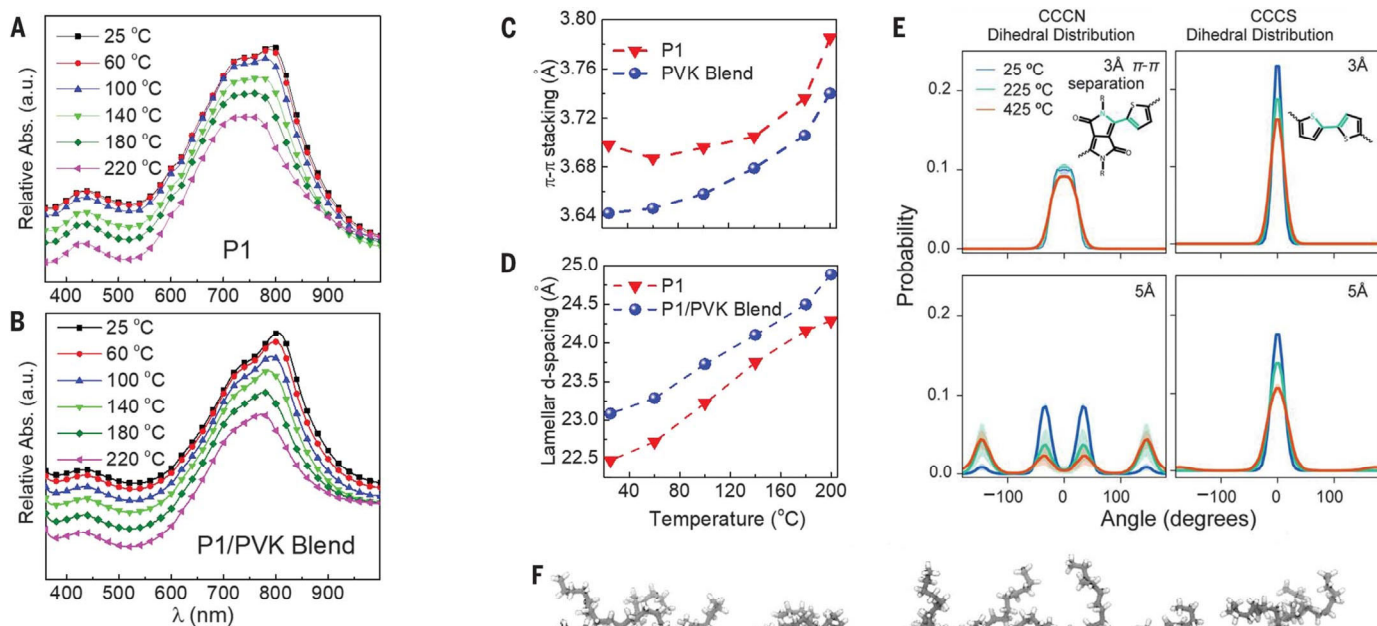 A
25 °C
60 °C
100 °C
140 °C
180 °C
220 °C
P1
Relative Abs. (a.u.)
400 500 600 700 800 900
B
25 °C
60 °C
100 °C
140 °C
180 °C
220 °C
P1/PVK Blend
Relative Abs. (a.u.)
400 500 600 700 800 900
λ (nm)
C
3.80
3.76
3.72
3.68
3.64
π-π stacking (Å)
P1
PVK Blend
D
25.0
24.5
24.0
23.5
23.0
22.5
Lamellar d-spacing (Å)
P1
P1/PVK Blend
40 80 120 160 200
Temperature (°C)
E
CCCN
Dihedral Distribution
CCCS
Dihedral Distribution
25 ºC
225 ºC
425 ºC
3Å π-π
separation
R
N
S
O
O
N
R
3Å
S
S
0.2
0.1
0.0
5Å
5Å
0.2
0.1
0.0
Probability
−100 0 100
−100 0 100
Angle (degrees)
F